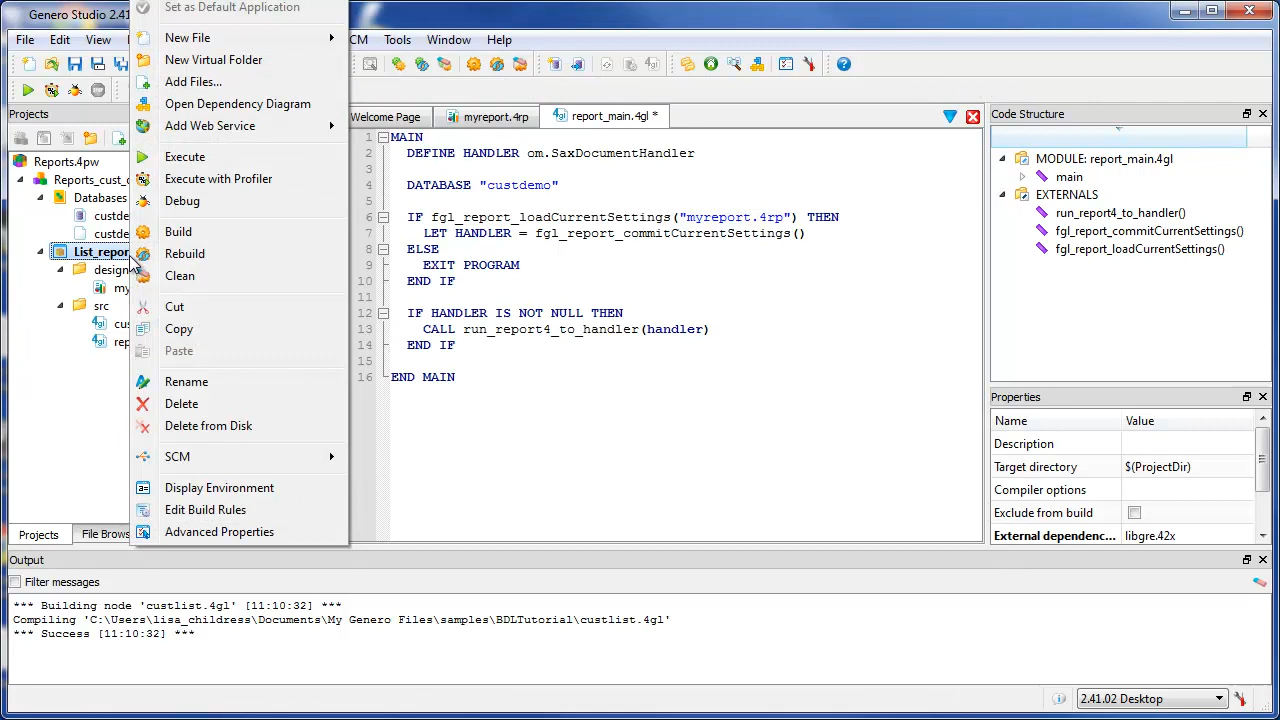 Genero Studio 2.41
File Edit View
CM Tools Window Help
Set as Default Application
New File
New Virtual Folder
Add Files...
Open Dependency Diagram
Add Web Service
Execute
Execute with Profiler
Debug
Build
Rebuild
Clean
Cut
Copy
Paste
Rename
Delete
Delete from Disk
SCM
Display Environment
Edit Build Rules
Advanced Properties
Projects
Reports.4pw
Reports_cust_
Databases
custde
custde
List_repor
design
my
src
cus
rep
Projects File Brows
Welcome Page myreport.4rp report_main.4gl *
1 MAIN
2 DEFINE HANDLER om.SaxDocumentHandler
3
4 DATABASE "custdemo"
5
6 IF fgl_report_loadCurrentSettings("myreport.4rp") THEN
7 LET HANDLER = fgl_report_commitCurrentSettings()
8 ELSE
9 EXIT PROGRAM
10 END IF
11
12 IF HANDLER IS NOT NULL THEN
13 CALL run_report4_to_handler(handler)
14 END IF
15
16 END MAIN
Code Structure
MODULE: report_main.4gl
main
EXTERNALS
run_report4_to_handler()
fgl_report_commitCurrentSettings()
fgl_report_loadCurrentSettings()
Properties
Name Value
Description
Target directory $(ProjectDir)
Compiler options
Exclude from build
External dependenc... libgre.42x
Output
Filter messages
*** Building node 'custlist.4gl' [11:10:32] ***
Compiling 'C:\Users\lisa_childress\Documents\My Genero Files\samples\BDLTutorial\custlist.4gl'
*** Success [11:10:32] ***
2.41.02 Desktop